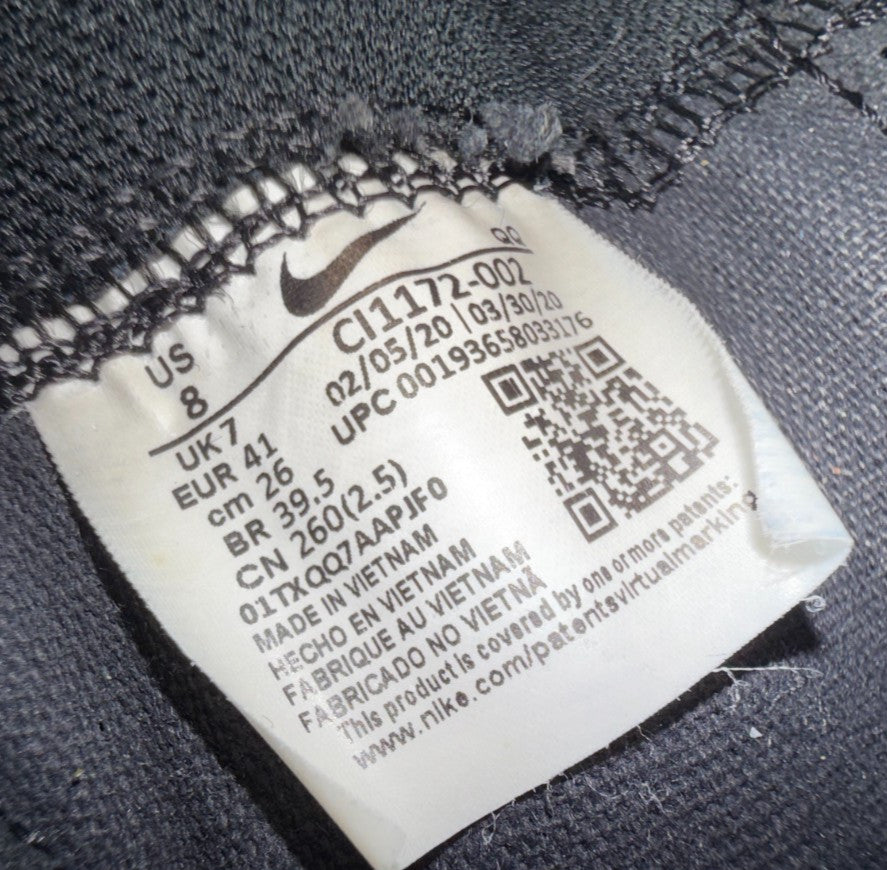 QQ
CI1172-002
02/05/20 | 03/30/20
UPC 00193658033176
US
8
UK 7
EUR 41
cm 26
BR 39,5
CN 260(2.5)
01TXQQ7AAPJF0
MADE IN VIETNAM
HECHO EN VIETNAM
FABRIQUE AU VIETNAM
FABRICADO NO VIETNÃ
This product is covered by one or more patents:
www.nike.com/patentsvirtualmarking